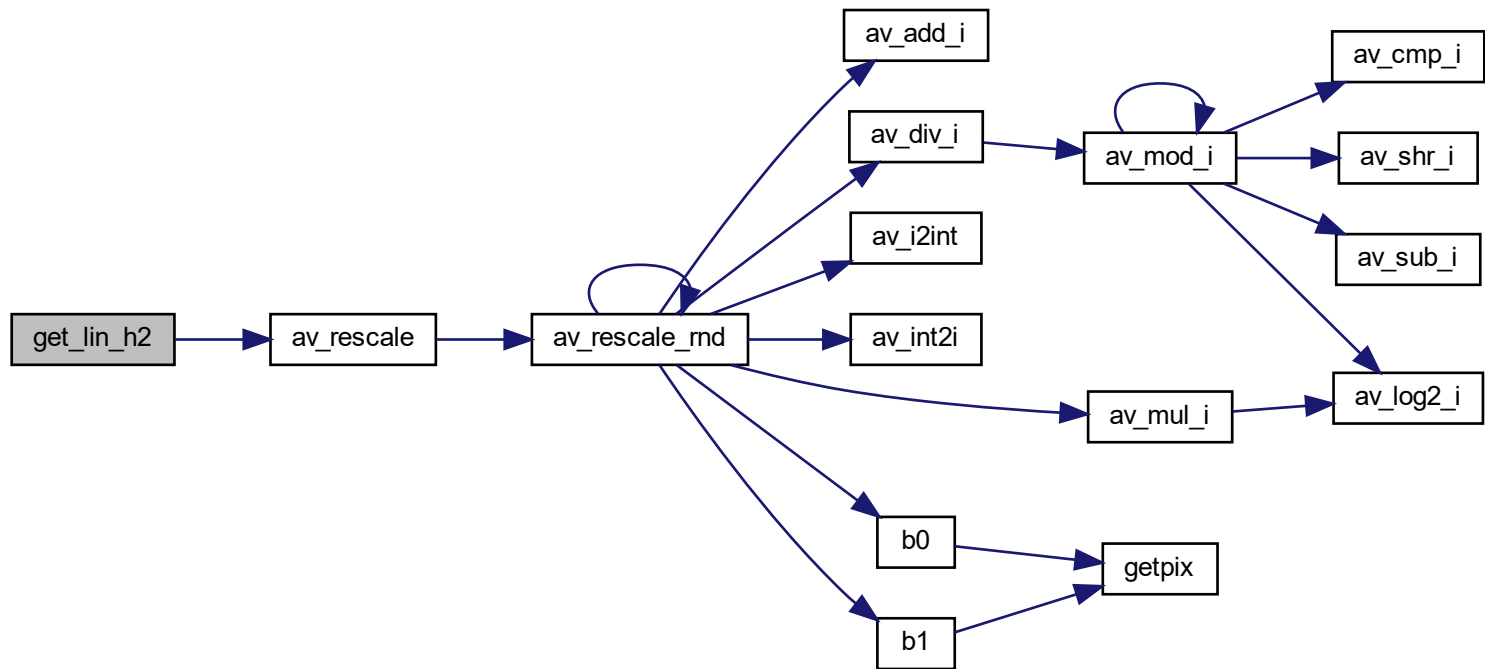 get_lin_h2
av_rescale
av_rescale_rnd
av_add_i
av_div_i
av_i2int
av_int2i
av_mul_i
b0
b1
av_mod_i
getpix
av_cmp_i
av_shr_i
av_sub_i
av_log2_i